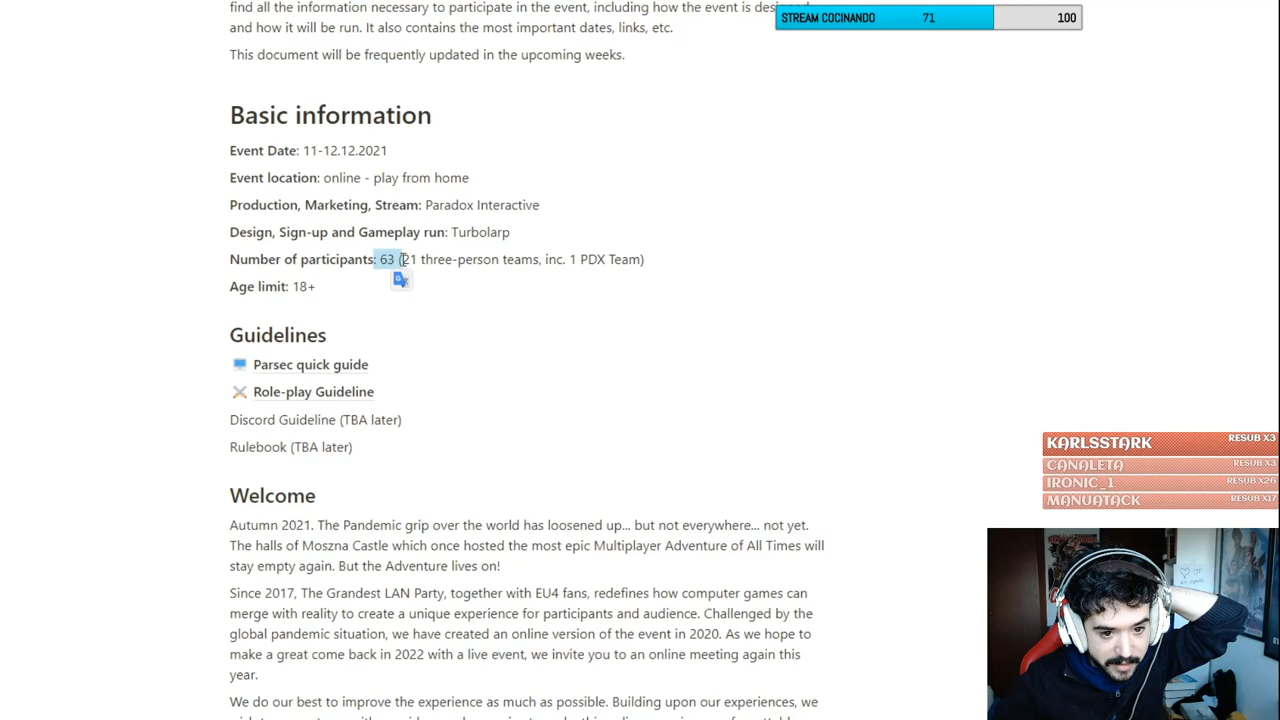 find all the information necessary to participate in the event, including how the event is designed
and how it will be run. It also contains the most important dates, links, etc.
This document will be frequently updated in the upcoming weeks.
STREAM COCINANDO 71 100
Basic information
Event Date: 11-12.12.2021
Event location: online - play from home
Production, Marketing, Stream: Paradox Interactive
Design, Sign-up and Gameplay run: Turbolarp
Number of participants: 63 (21 three-person teams, inc. 1 PDX Team)
Age limit: 18+
Guidelines
Parsec quick guide
Role-play Guideline
Discord Guideline (TBA later)
Rulebook (TBA later)
KARLSSTARK RESUB X3
CANALETA RESUB X3
IRONIC_1 RESUB X26
MANUATACK RESUB X17
Welcome
Autumn 2021. The Pandemic grip over the world has loosened up... but not everywhere... not yet.
The halls of Moszna Castle which once hosted the most epic Multiplayer Adventure of All Times will
stay empty again. But the Adventure lives on!
Since 2017, The Grandest LAN Party, together with EU4 fans, redefines how computer games can
merge with reality to create a unique experience for participants and audience. Challenged by the
global pandemic situation, we have created an online version of the event in 2020. As we hope to
make a great come back in 2022 with a live event, we invite you to an online meeting again this
year.
We do our best to improve the experience as much as possible. Building upon our experiences, we